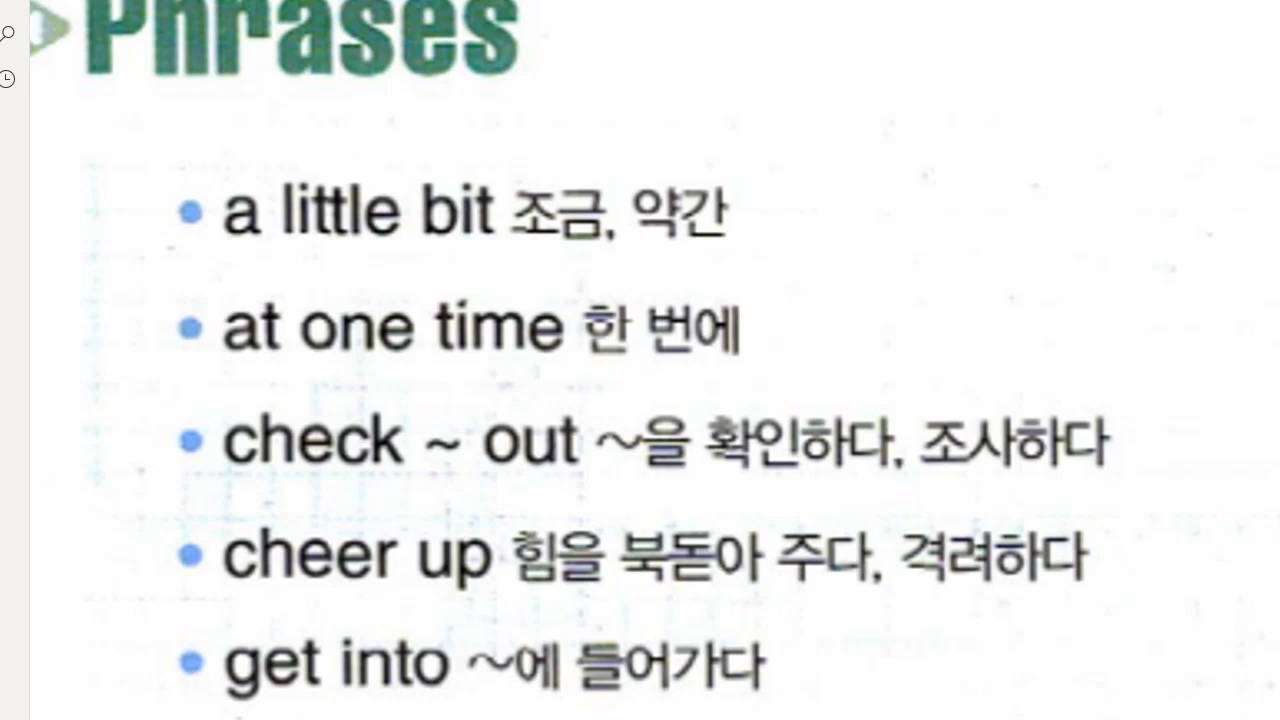 Phrases
a little bit 조금, 약간
at one time 한 번에
check ~ out ~을 확인하다, 조사하다
cheer up 힘을 북돋아 주다, 격려하다
get into ~에 들어가다